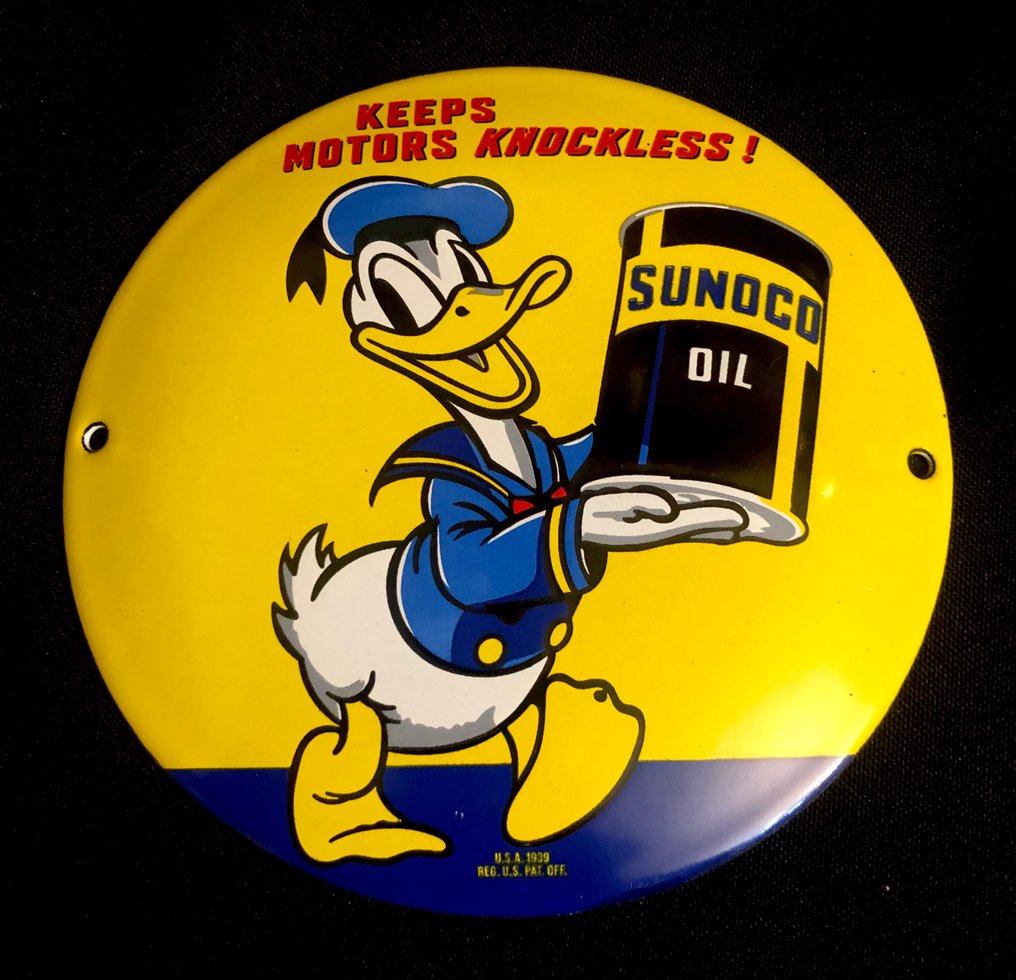 KEEPS
MOTORS KNOCKLESS!
SUNOCO
OIL
U.S.A. 1939
REG. U.S. PAT. OFF.